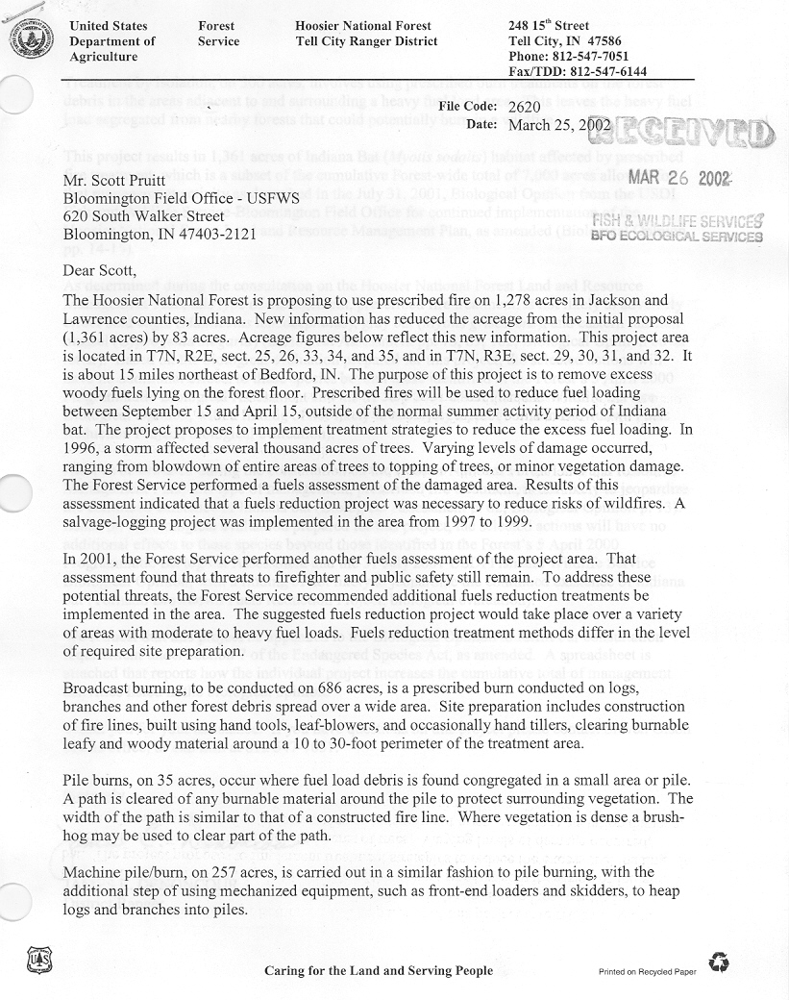 United States Forest Hoosier National Forest 248 15th Street
Department of Service Tell City Ranger District Tell City, IN 47586
Agriculture Phone: 812-547-7051
Fax/TDD: 812-547-6144
File Code: 2620
Date: March 25, 2002
RECEIVED
MAR 26 2002
FISH & WILDLIFE SERVICES
BFO ECOLOGICAL SERVICES
Mr. Scott Pruitt
Bloomington Field Office - USFWS
620 South Walker Street
Bloomington, IN 47403-2121
Dear Scott,
The Hoosier National Forest is proposing to use prescribed fire on 1,278 acres in Jackson and
Lawrence counties, Indiana. New information has reduced the acreage from the initial proposal
(1,361 acres) by 83 acres. Acreage figures below reflect this new information. This project area
is located in T7N, R2E, sect. 25, 26, 33, 34, and 35, and in T7N, R3E, sect. 29, 30, 31, and 32. It
is about 15 miles northeast of Bedford, IN. The purpose of this project is to remove excess
woody fuels lying on the forest floor. Prescribed fires will be used to reduce fuel loading
between September 15 and April 15, outside of the normal summer activity period of Indiana
bat. The project proposes to implement treatment strategies to reduce the excess fuel loading. In
1996, a storm affected several thousand acres of trees. Varying levels of damage occurred,
ranging from blowdown of entire areas of trees to topping of trees, or minor vegetation damage.
The Forest Service performed a fuels assessment of the damaged area. Results of this
assessment indicated that a fuels reduction project was necessary to reduce risks of wildfires. A
salvage-logging project was implemented in the area from 1997 to 1999.
In 2001, the Forest Service performed another fuels assessment of the project area. That
assessment found that threats to firefighter and public safety still remain. To address these
potential threats, the Forest Service recommended additional fuels reduction treatments be
implemented in the area. The suggested fuels reduction project would take place over a variety
of areas with moderate to heavy fuel loads. Fuels reduction treatment methods differ in the level
of required site preparation.
Broadcast burning, to be conducted on 686 acres, is a prescribed burn conducted on logs,
branches and other forest debris spread over a wide area. Site preparation includes construction
of fire lines, built using hand tools, leaf-blowers, and occasionally hand tillers, clearing burnable
leafy and woody material around a 10 to 30-foot perimeter of the treatment area.
Pile burns, on 35 acres, occur where fuel load debris is found congregated in a small area or pile.
A path is cleared of any burnable material around the pile to protect surrounding vegetation. The
width of the path is similar to that of a constructed fire line. Where vegetation is dense a brush-
hog may be used to clear part of the path.
Machine pile/burn, on 257 acres, is carried out in a similar fashion to pile burning, with the
additional step of using mechanized equipment, such as front-end loaders and skidders, to heap
logs and branches into piles.
Caring for the Land and Serving People Printed on Recycled Paper